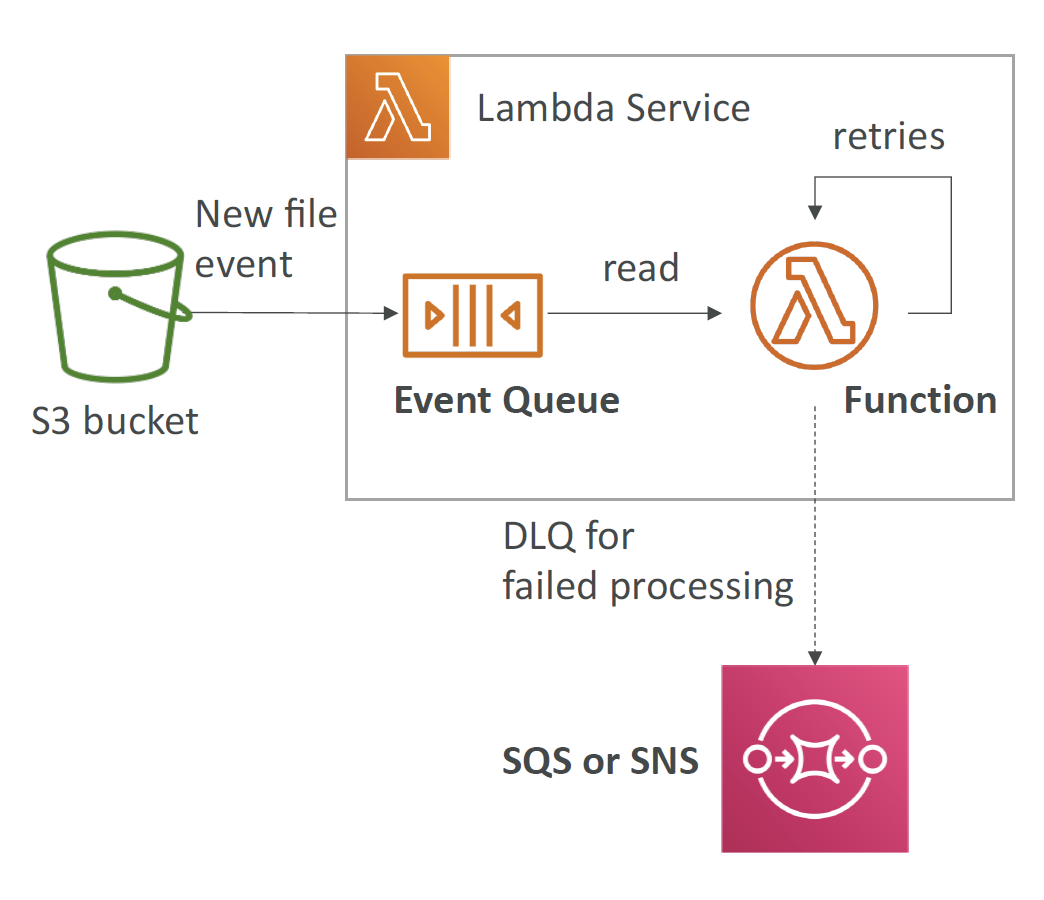 Lambda Service
retries
New file
event
read
Event Queue
Function
S3 bucket
DLQ for
failed processing
SQS or SNS